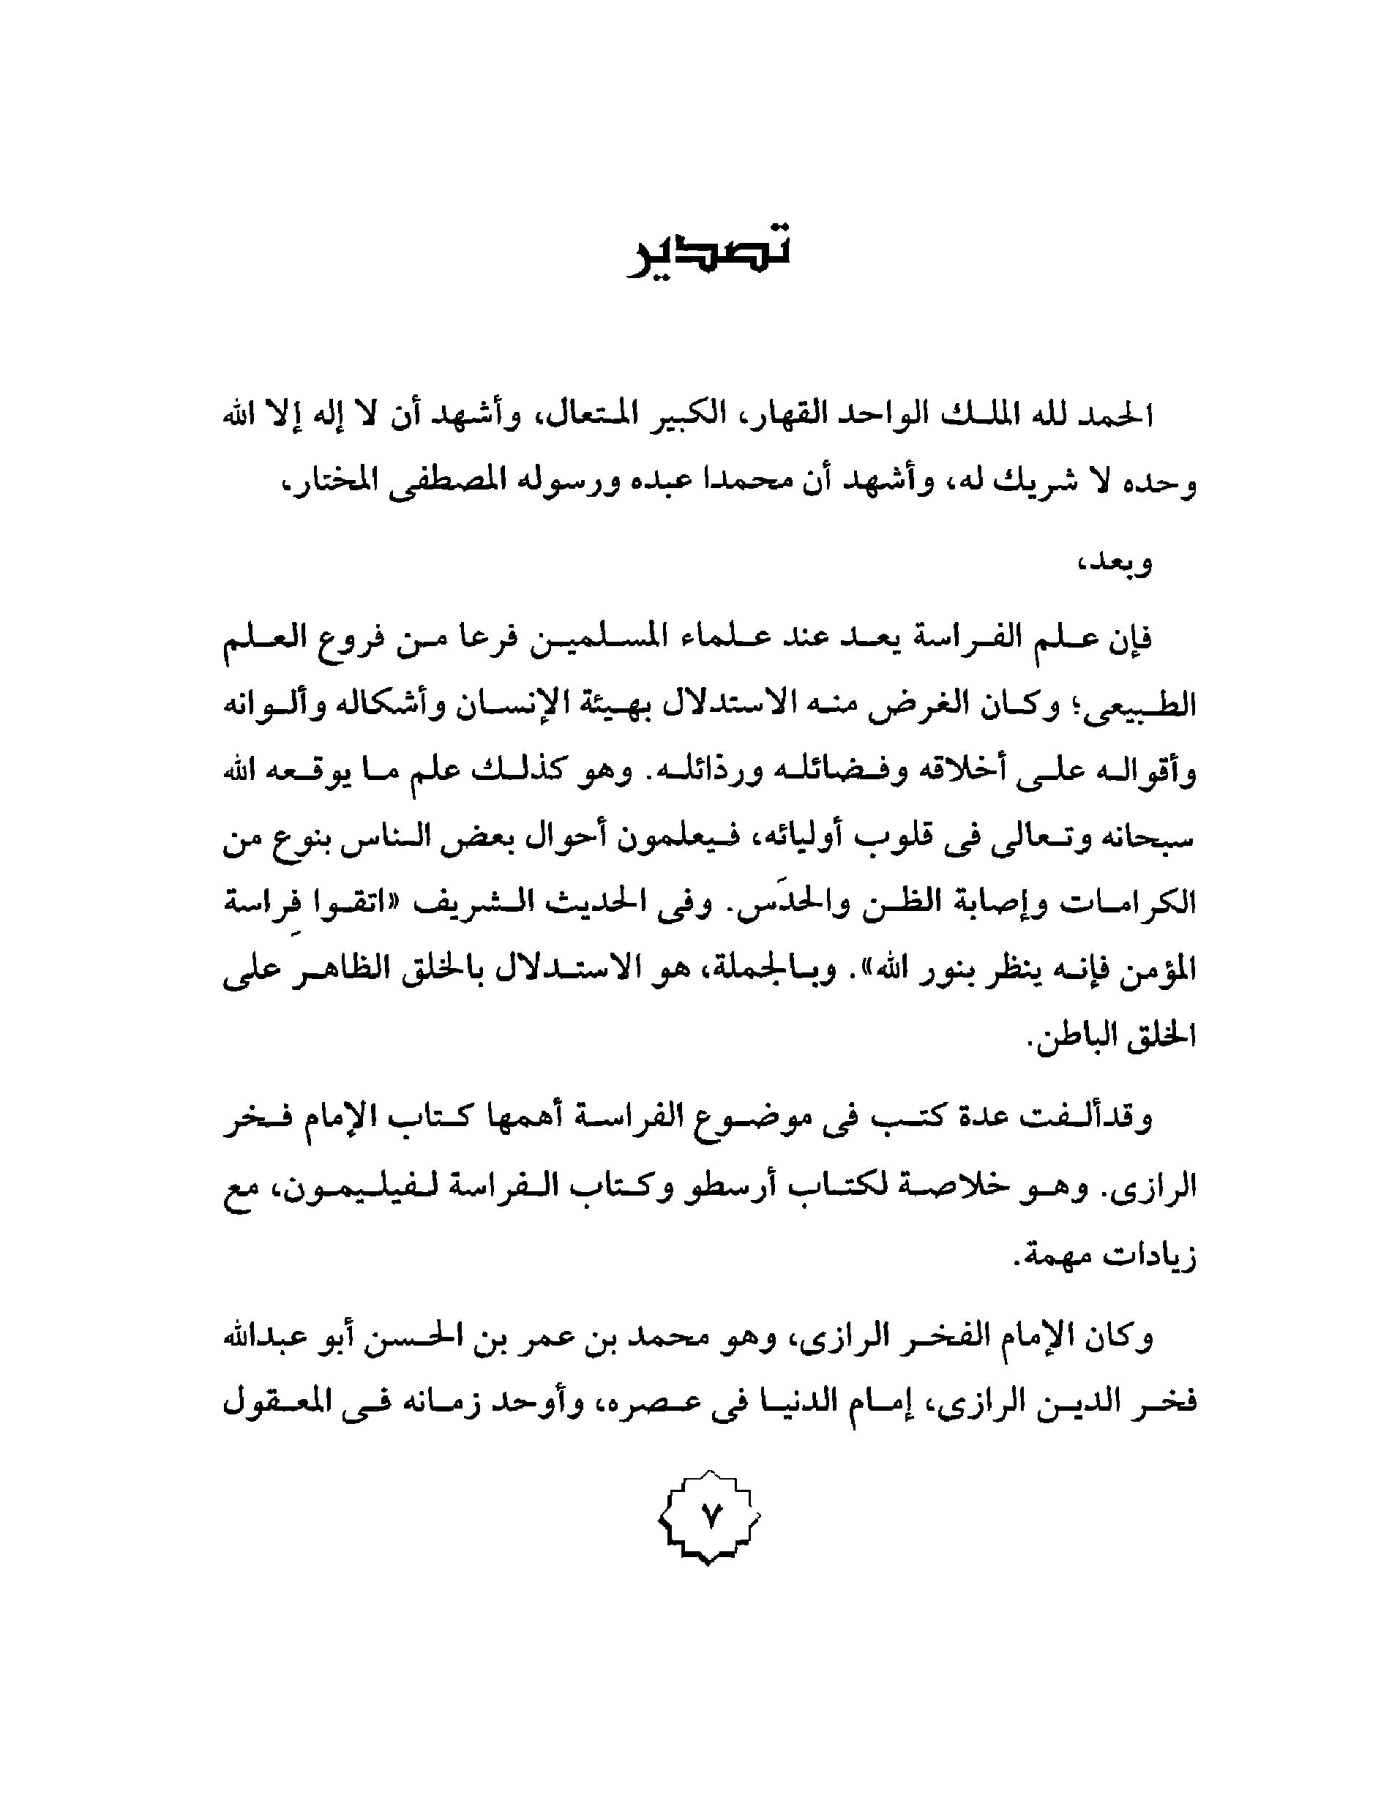 تصدير
الحمد لله الملك الواحد القهار، الكبير المتعال، وأشهد أن لا إله إلا الله
وحده لا شريك له، وأشهد أن محمدا عبده ورسوله المصطفى المختار،
وبعد،
فإن علم الفراسة يعد عند علماء المسلمين فرعا من فروع العلم
الطبيعى؛ وكان الغرض منه الاستدلال بهيئة الإنسان وأشكاله وألوانه
وأقواله على أخلاقه وفضائله ورذائله. وهو كذلك علم ما يوقعه الله
سبحانه وتعالى فى قلوب أوليائه، فيعلمون أحوال بعض الناس بنوع من
الكرامات وإصابة الظن والحدَس. وفى الحديث الشريف «اتقوا فِراسة
المؤمن فإنه ينظر بنور الله». وبالجملة، هو الاستدلال بالخلق الظاهر على
الخلق الباطن.
وقدألفت عدة كتب فى موضوع الفراسة أهمها كتاب الإمام فخر
الرازى. وهو خلاصة لكتاب أرسطو وكتاب الفراسة لفيليمون، مع
زيادات مهمة.
وكان الإمام الفخر الرازى، وهو محمد بن عمر بن الحسن أبو عبدالله
فخر الدين الرازى، إمام الدنيا فى عصره، وأوحد زمانه فى المعقول
٧